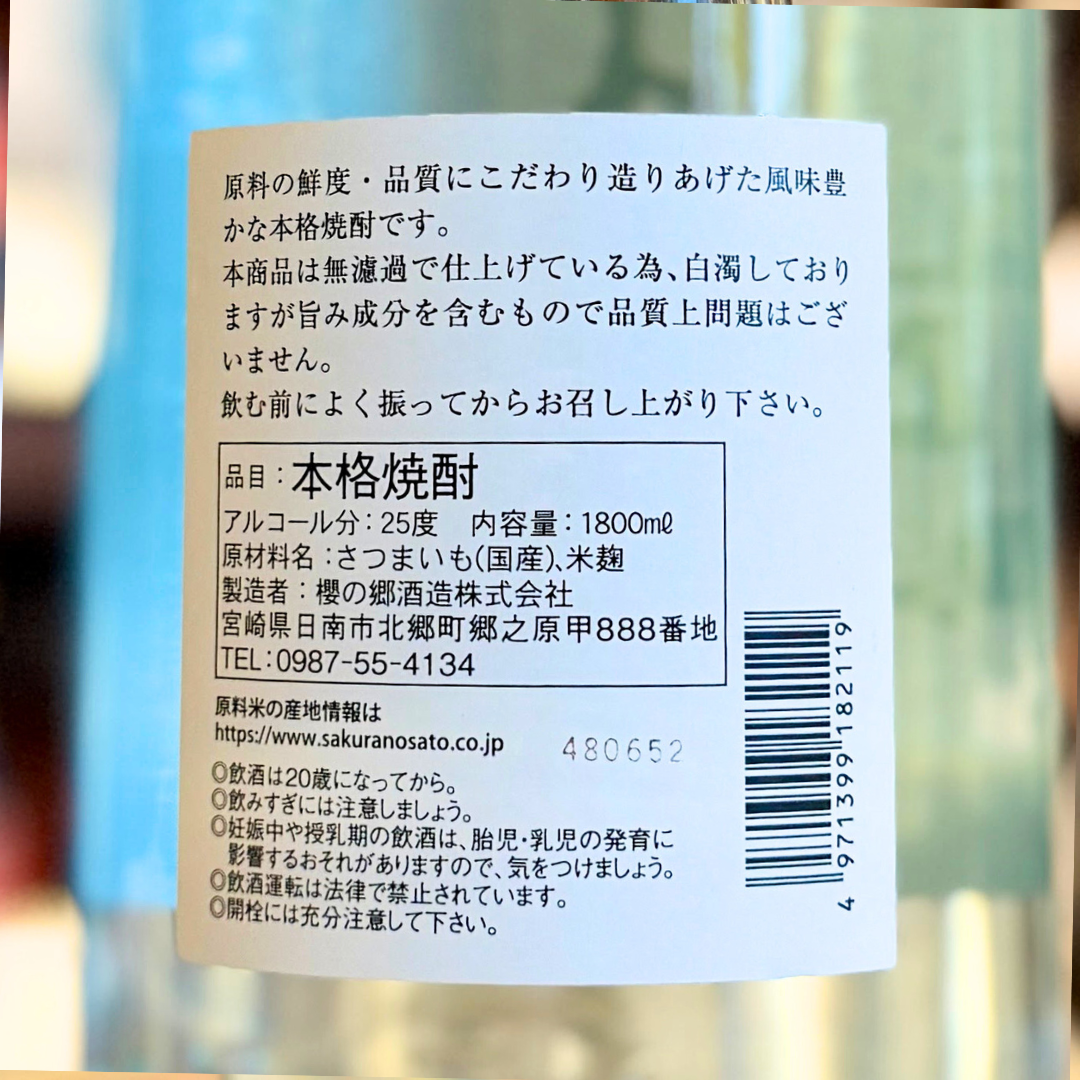 原料の鮮度・品質にこだわり造りあげた風味豊
かな本格焼酎です。
本商品は無濾過で仕上げている為、白濁しており
ますが旨み成分を含むもので品質上問題はござ
いません。
飲む前によく振ってからお召し上がり下さい。
品目：本格焼酎
アルコール分：25度　内容量：1800mℓ
原材料名：さつまいも(国産)、米麹
製造者：櫻の郷酒造株式会社
宮崎県日南市北郷町郷之原甲888番地
TEL：0987-55-4134
原料米の産地情報は
https://www.sakuranosato.co.jp
480652
◎飲酒は20歳になってから。
◎飲みすぎには注意しましょう。
◎妊娠中や授乳期の飲酒は、胎児・乳児の発育に
影響するおそれがありますので、気をつけましょう。
◎飲酒運転は法律で禁止されています。
◎開栓には充分注意して下さい。
4 971399 182119